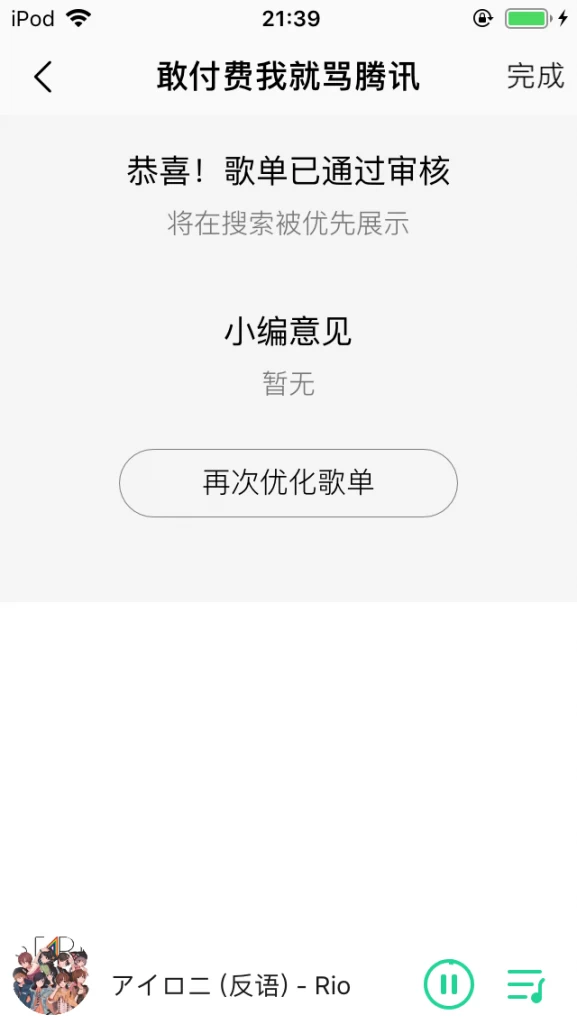 iPod 21:39
敢付费我就骂腾讯 完成
恭喜！歌单已通过审核
将在搜索被优先展示
小编意见
暂无
再次优化歌单
アイロニ (反语) - Rio